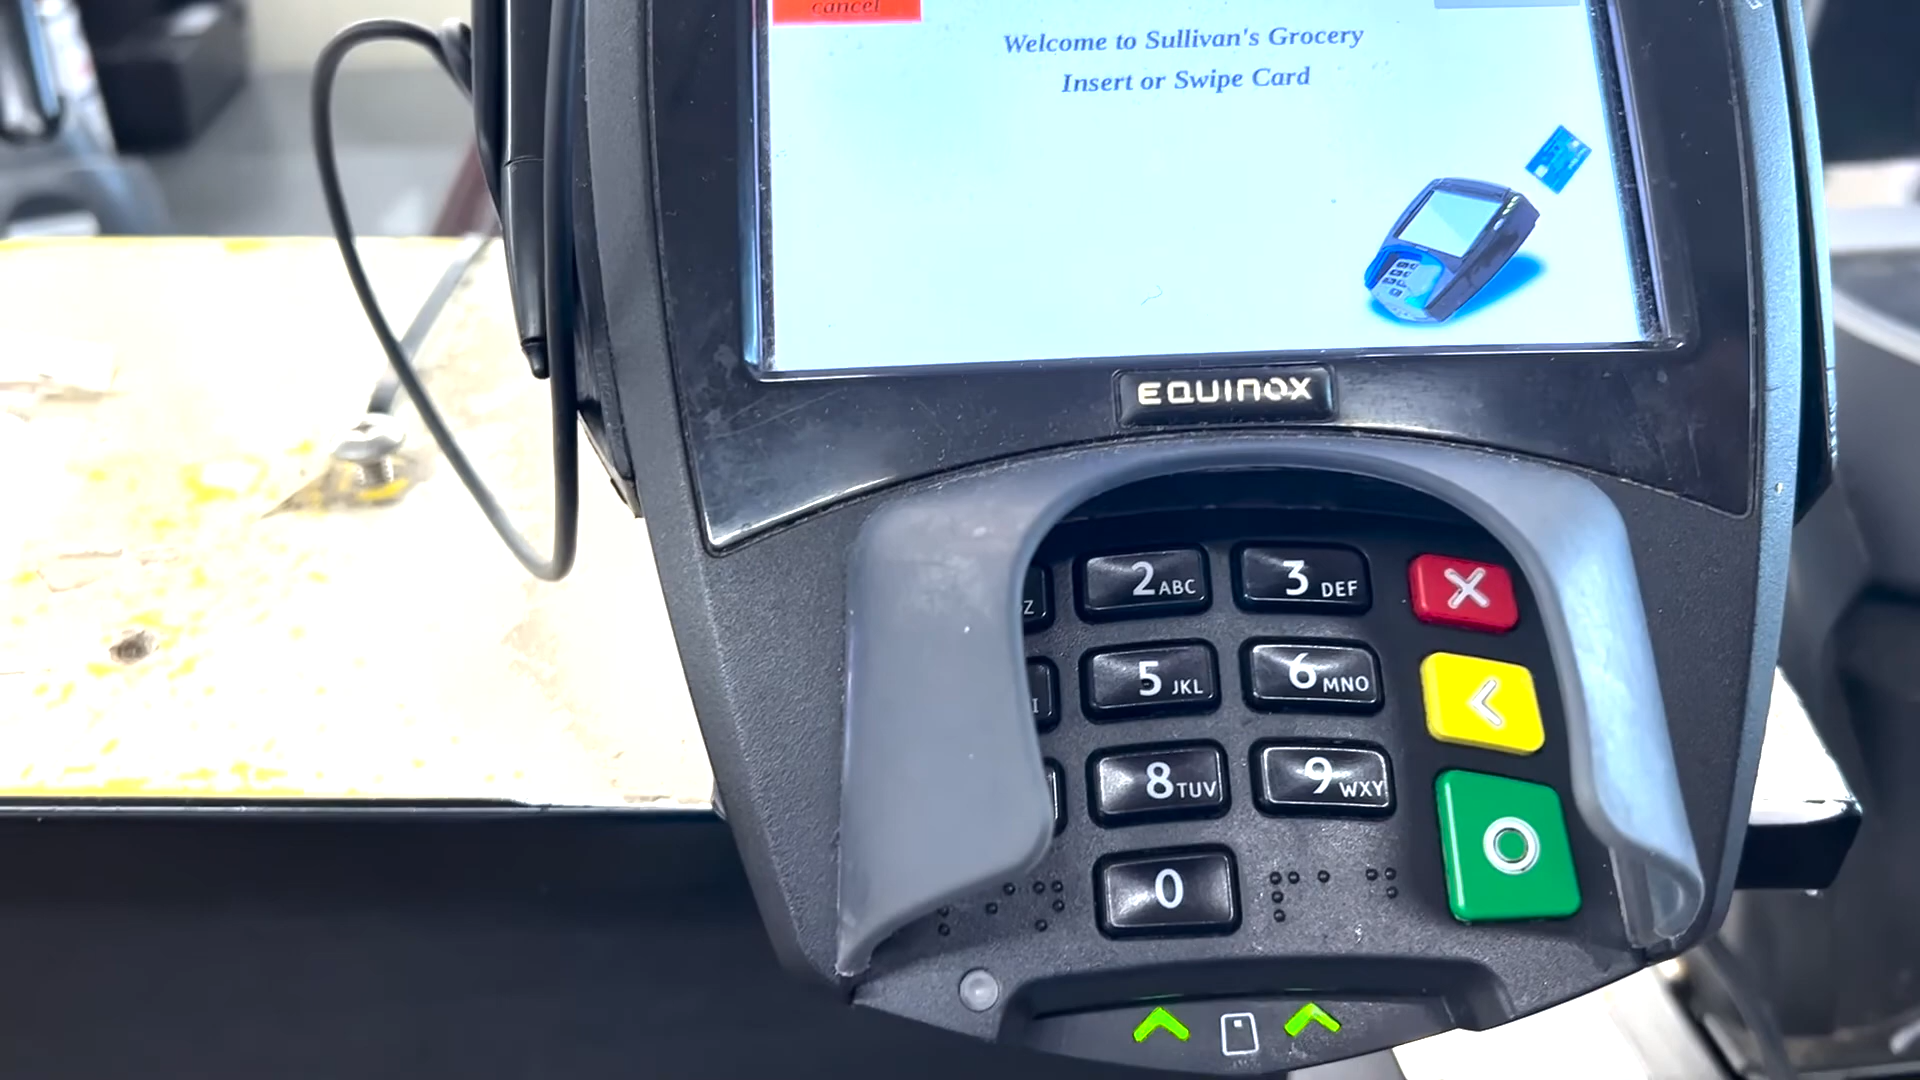 cancel
Welcome to Sullivan's Grocery
Insert or Swipe Card
EQUINOX
Z 2 ABC 3 DEF
I 5 JKL 6 MNO
8 TUV 9 WXY
0